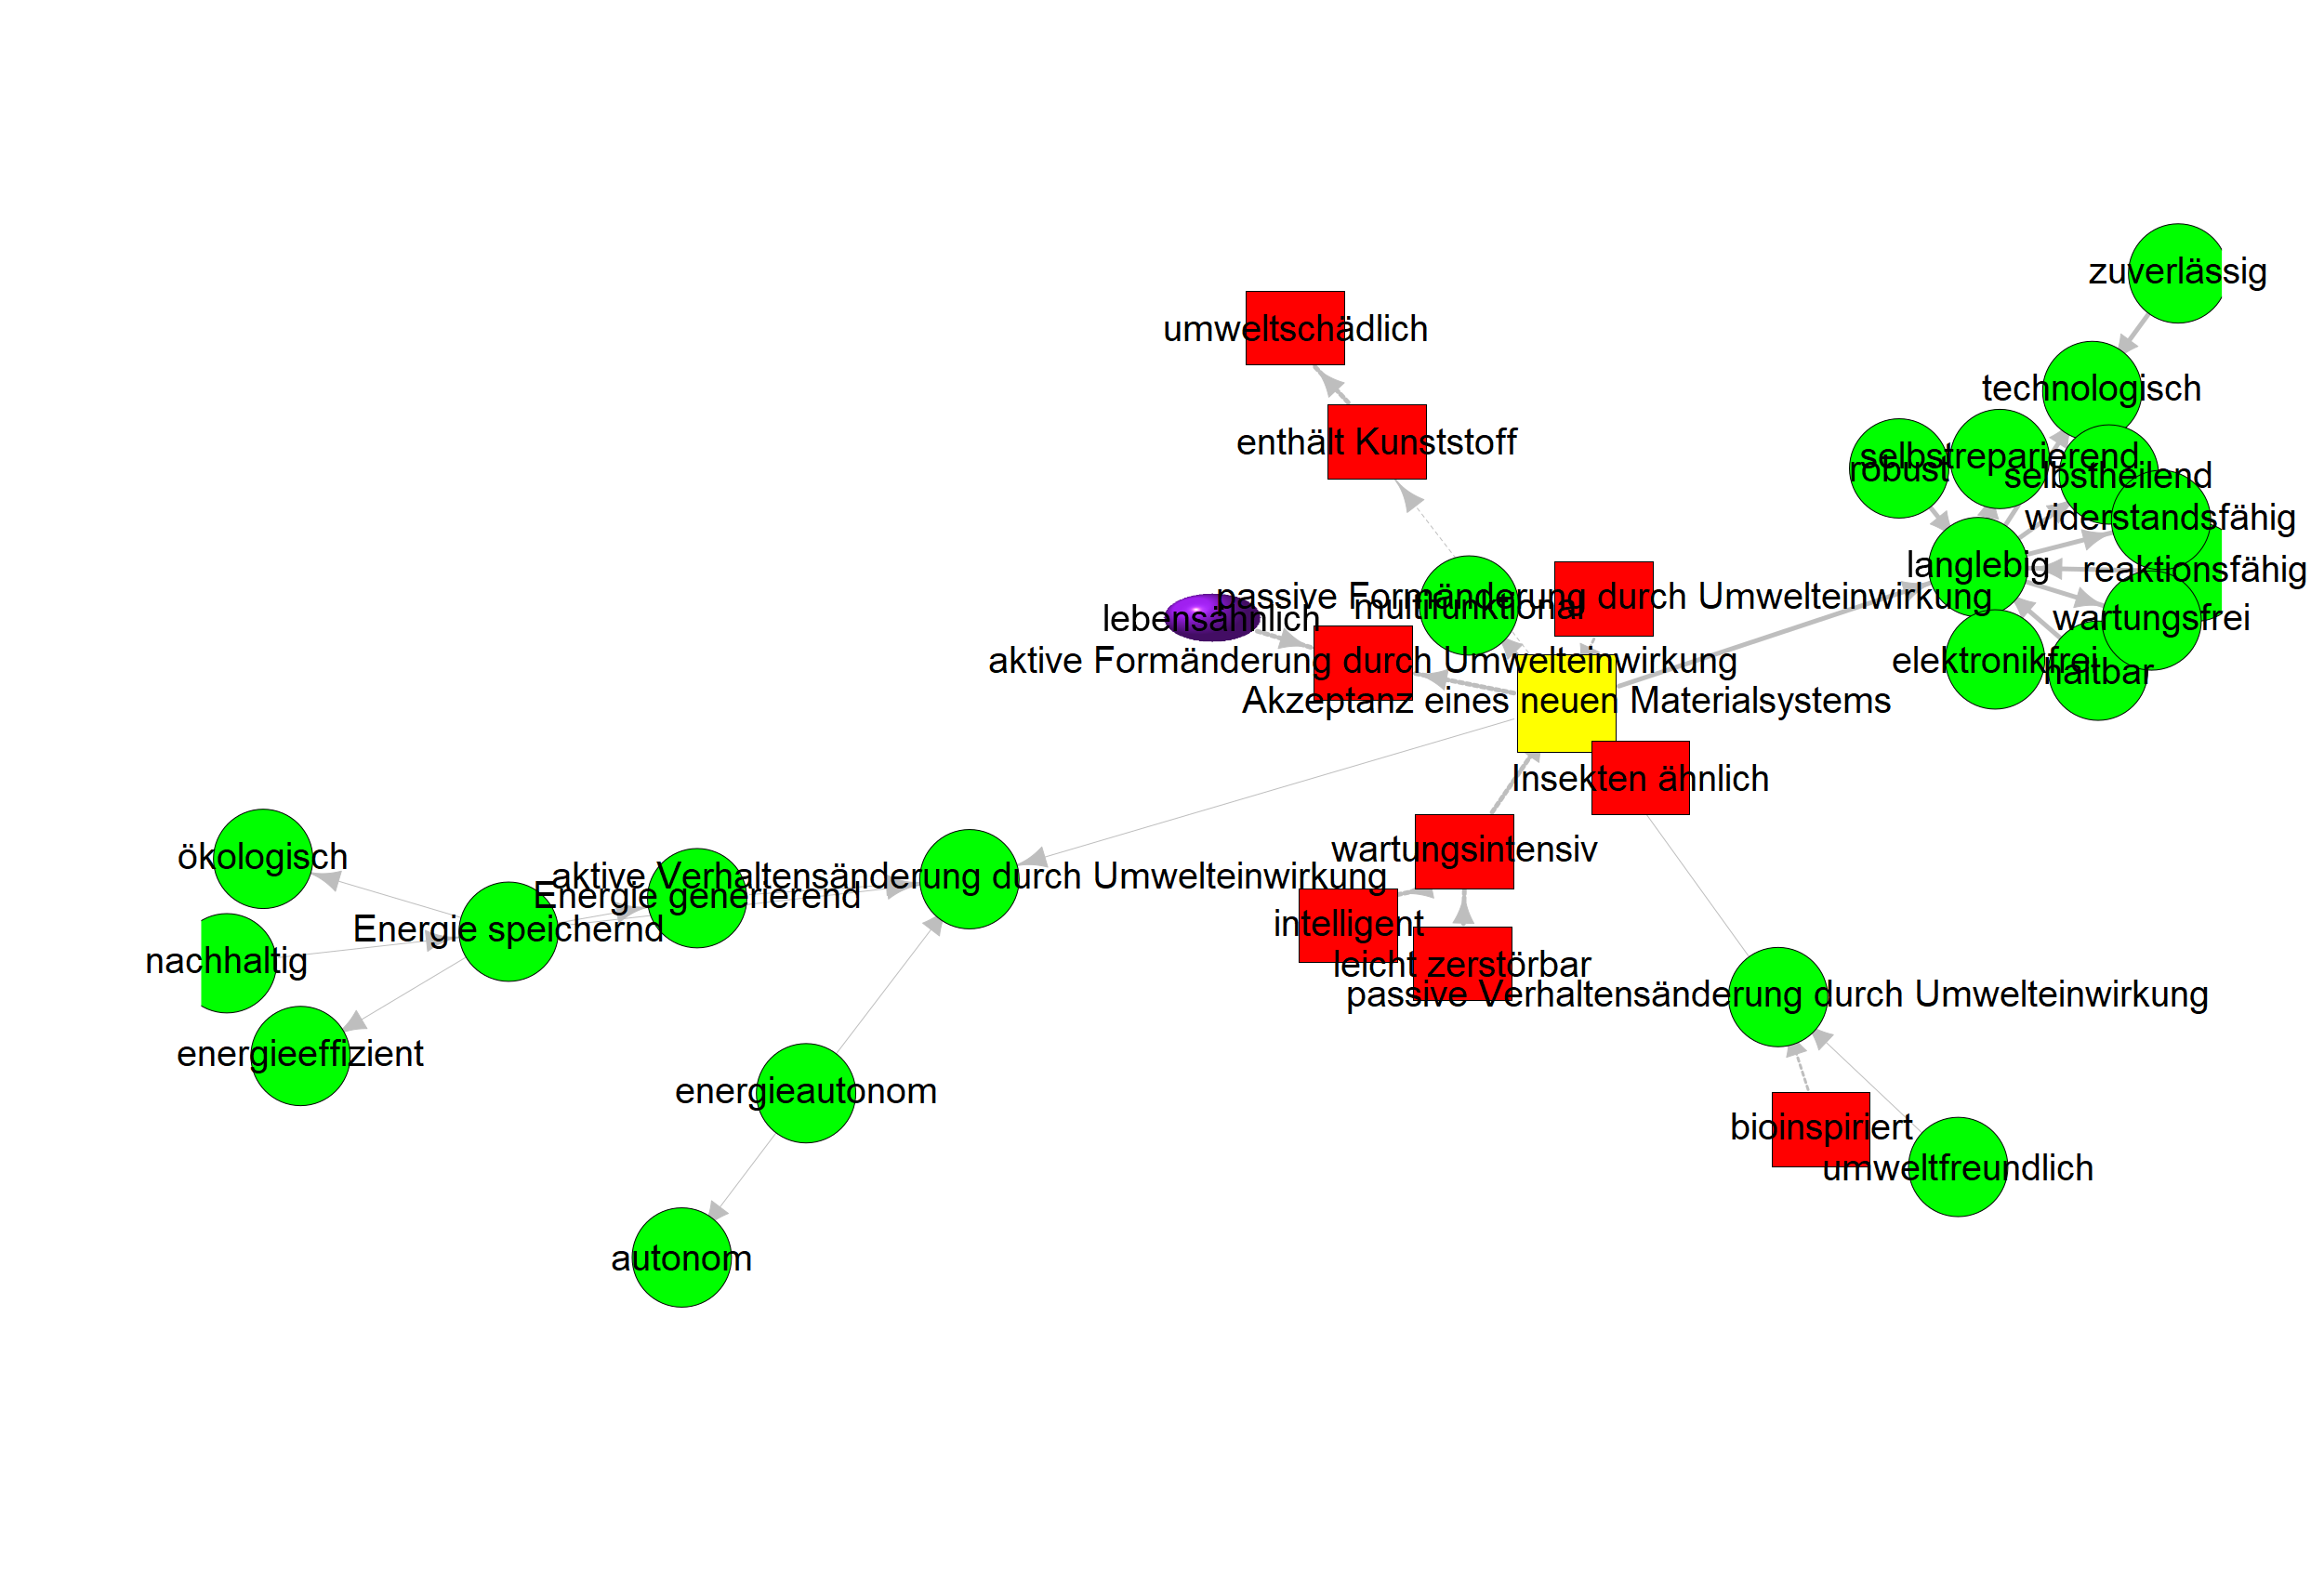 zuverlässig
umweltschädlich
technologisch
enthält Kunststoff
selbstreparierend
robust
selbstheilend
widerstandsfähig
langlebig
reaktionsfähig
passive Formänderung durch Umwelteinwirkung
multifunktional
lebensähnlich
wartungsfrei
aktive Formänderung durch Umwelteinwirkung
elektronikfrei
haltbar
Akzeptanz eines neuen Materialsystems
Insekten ähnlich
wartungsintensiv
ökologisch
aktive Verhaltensänderung durch Umwelteinwirkung
Energie generierend
intelligent
Energie speichernd
nachhaltig
leicht zerstörbar
passive Verhaltensänderung durch Umwelteinwirkung
energieeffizient
energieautonom
bioinspiriert
umweltfreundlich
autonom